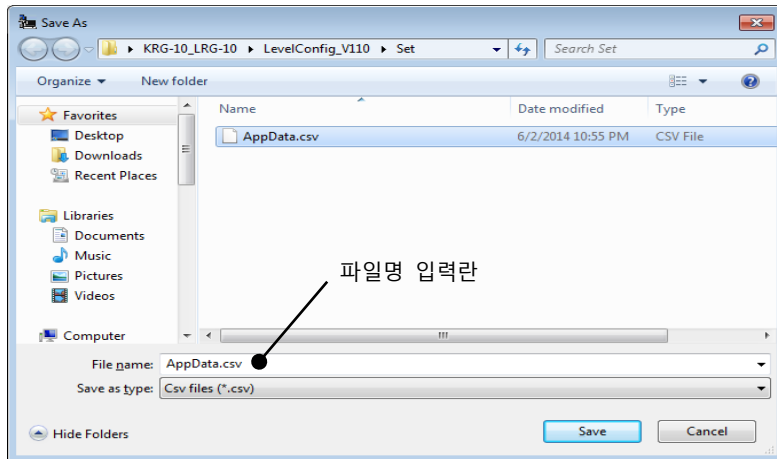 Save As
KRG-10_LRG-10 LevelConfig_V110 Set
Search Set
Organize New folder
Name Date modified Type
AppData.csv 6/2/2014 10:55 PM CSV File
Favorites
Desktop
Downloads
Recent Places
Libraries
Documents
Music
Pictures
Videos
Computer
파일명 입력란
File name: AppData.csv
Save as type: Csv files (*.csv)
Hide Folders
Save
Cancel